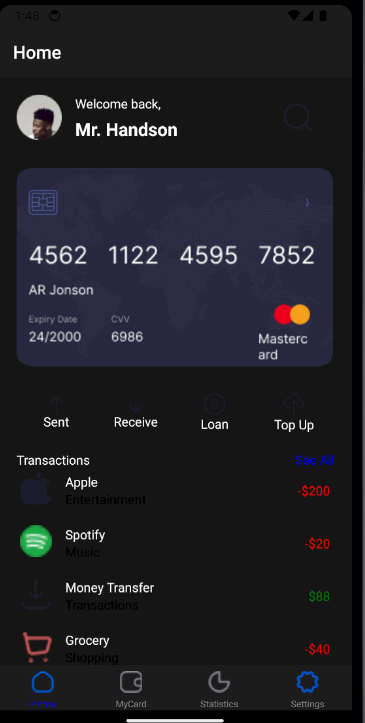 1:48
Home
Welcome back,
Mr. Handson
4562 1122 4595 7852
AR Jonson
Expiry Date CVV
24/2000 6986
Masterc
ard
Sent Receive Loan Top Up
Transactions See All
Apple
Entertainment
-$200
Spotify
Music
-$20
Money Transfer
Transactions
$88
Grocery
Shopping
-$40
Home MyCard Statistics Settings